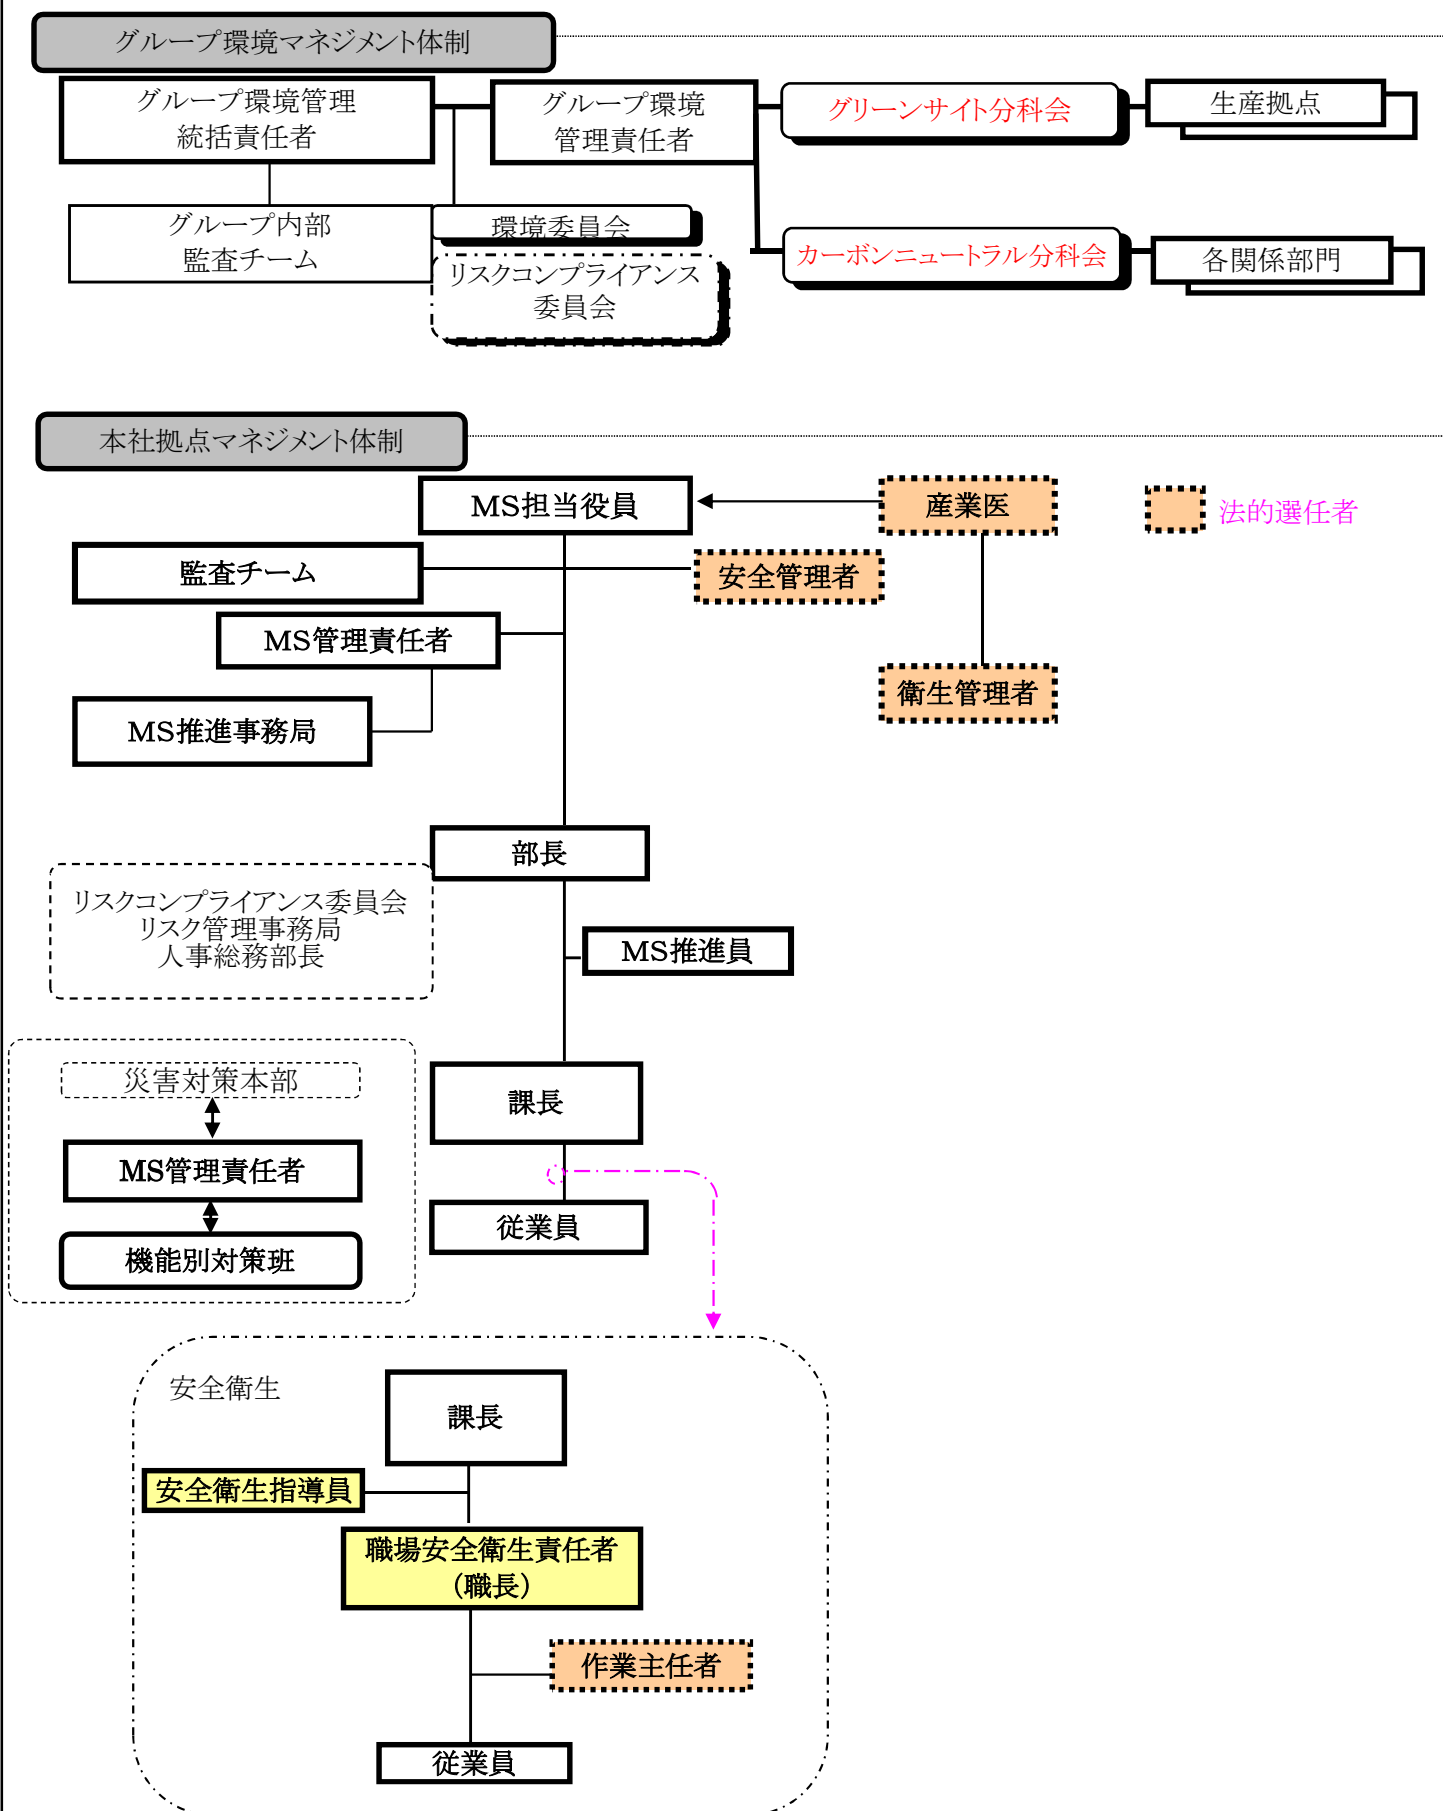 グループ環境マネジメント体制
グループ環境管理
統括責任者
グループ環境
管理責任者
グリーンサイト分科会
生産拠点
グループ内部
監査チーム
環境委員会
リスクコンプライアンス
委員会
カーボンニュートラル分科会
各関係部門
本社拠点マネジメント体制
MS担当役員
産業医
法的選任者
監査チーム
安全管理者
MS管理責任者
衛生管理者
MS推進事務局
部長
リスクコンプライアンス委員会
リスク管理事務局
人事総務部長
MS推進員
災害対策本部
課長
MS管理責任者
従業員
機能別対策班
安全衛生
課長
安全衛生指導員
職場安全衛生責任者
(職長)
作業主任者
従業員